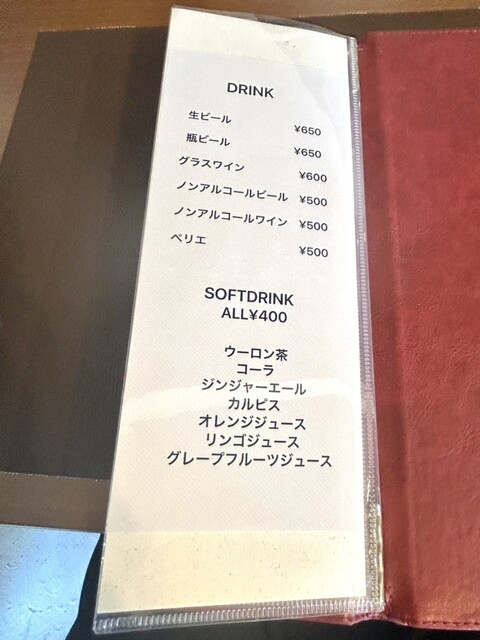 DRINK
生ビール ¥650
瓶ビール ¥650
グラスワイン ¥600
ノンアルコールビール ¥500
ノンアルコールワイン ¥500
ペリエ ¥500
SOFTDRINK
ALL¥400
ウーロン茶
コーラ
ジンジャーエール
カルピス
オレンジジュース
リンゴジュース
グレープフルーツジュース